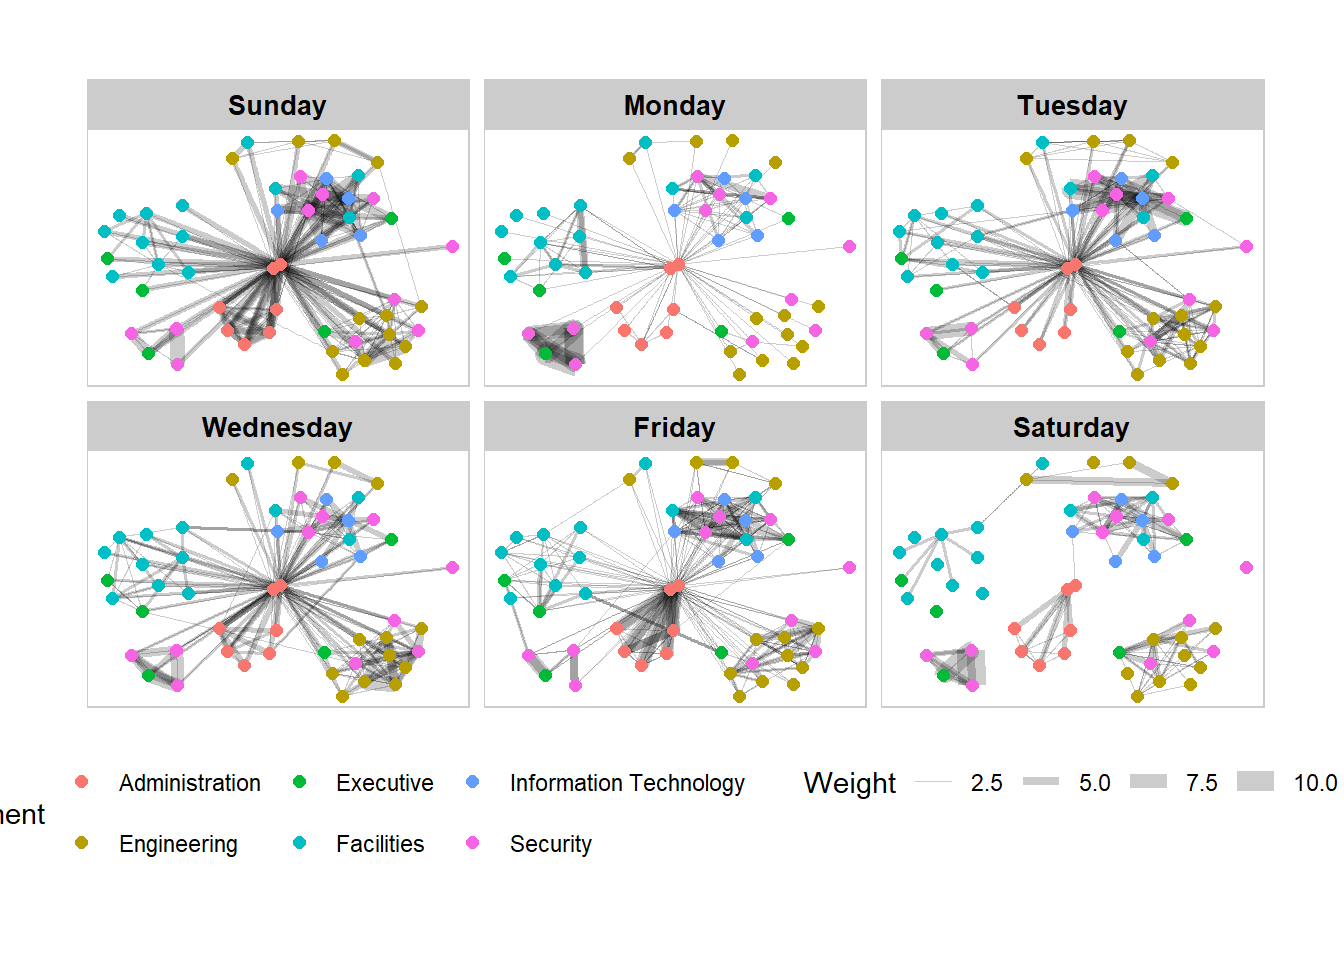 Sunday Monday Tuesday
Wednesday Friday Saturday
Administration Executive Information Technology Weight 2.5 5.0 7.5 10.0
Engineering Facilities Security